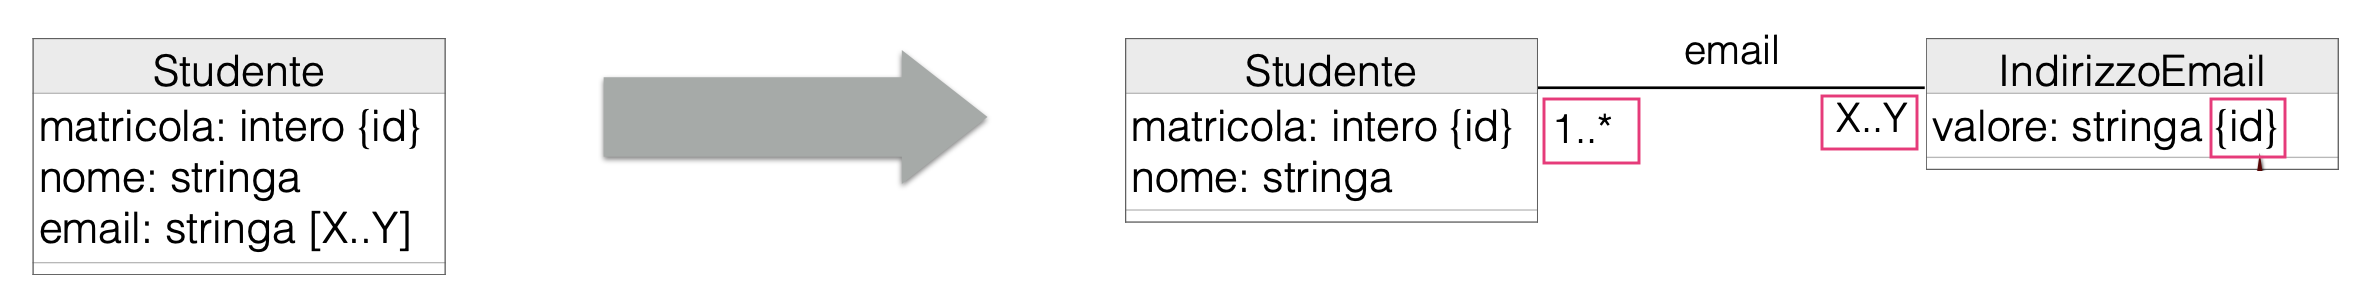 Studente
matricola: intero {id}
nome: stringa
email: stringa [X..Y]
Studente
matricola: intero {id}
nome: stringa
email
1..*
X..Y
IndirizzoEmail
valore: stringa {id}